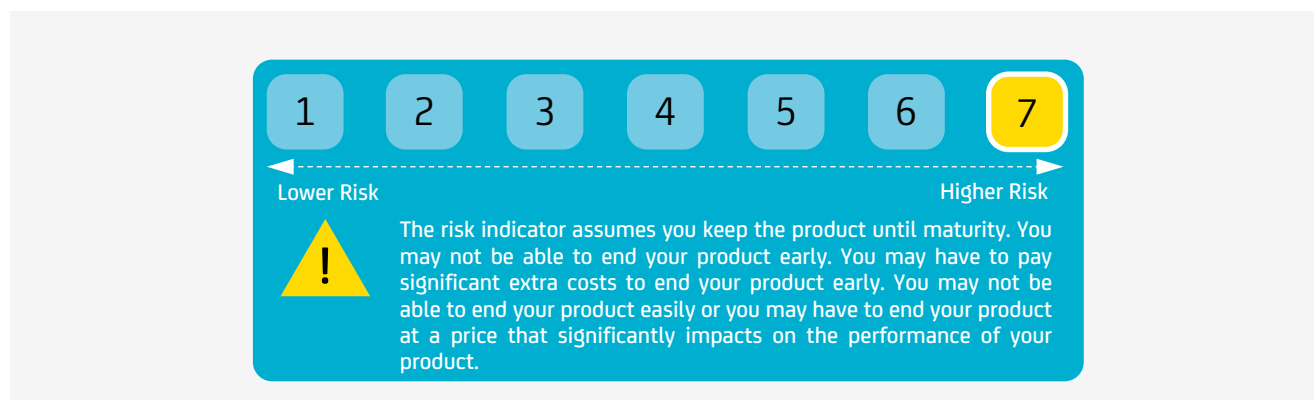 1 2 3 4 5 6 7
Lower Risk Higher Risk
!
The risk indicator assumes you keep the product until maturity. You
may not be able to end your product early. You may have to pay
significant extra costs to end your product early. You may not be
able to end your product easily or you may have to end your product
at a price that significantly impacts on the performance of your
product.